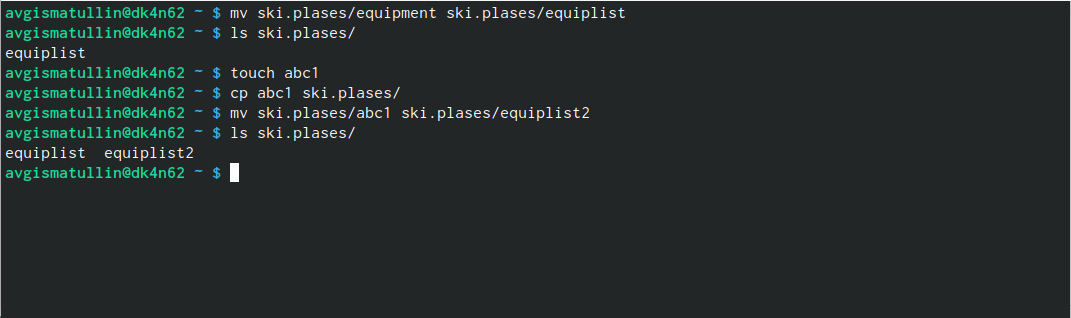 avgismatullin@dk4n62 ~ $ mv ski.plases/equipment ski.plases/equiplist
avgismatullin@dk4n62 ~ $ ls ski.plases/
equiplist
avgismatullin@dk4n62 ~ $ touch abc1
avgismatullin@dk4n62 ~ $ cp abc1 ski.plases/
avgismatullin@dk4n62 ~ $ mv ski.plases/abc1 ski.plases/equiplist2
avgismatullin@dk4n62 ~ $ ls ski.plases/
equiplist  equiplist2
avgismatullin@dk4n62 ~ $